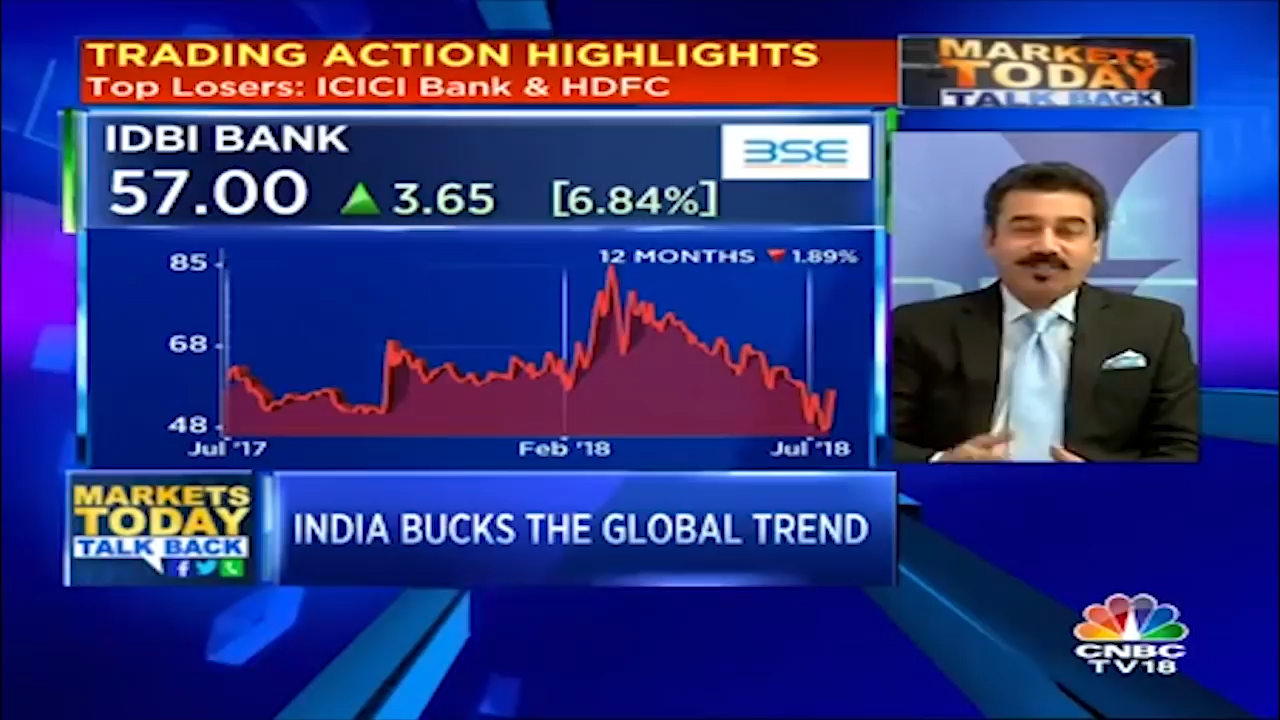 TRADING ACTION HIGHLIGHTS
Top Losers: ICICI Bank & HDFC
MARKETS
TODAY
TALK BACK
IDBI BANK
57.00 ▲ 3.65 [6.84%]
BSE
12 MONTHS ▼ 1.89%
85
68
48
Jul '17 Feb '18 Jul '18
MARKETS
TODAY
TALK BACK
INDIA BUCKS THE GLOBAL TREND
CNBC
TV18